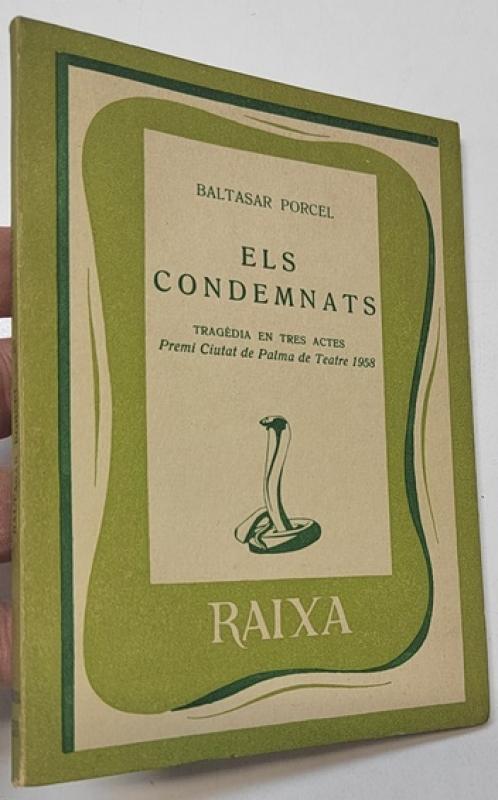 BALTASAR PORCEL
ELS
CONDEMNATS
TRAGÈDIA EN TRES ACTES
Premi Ciutat de Palma de Teatre 1958
RAIXA